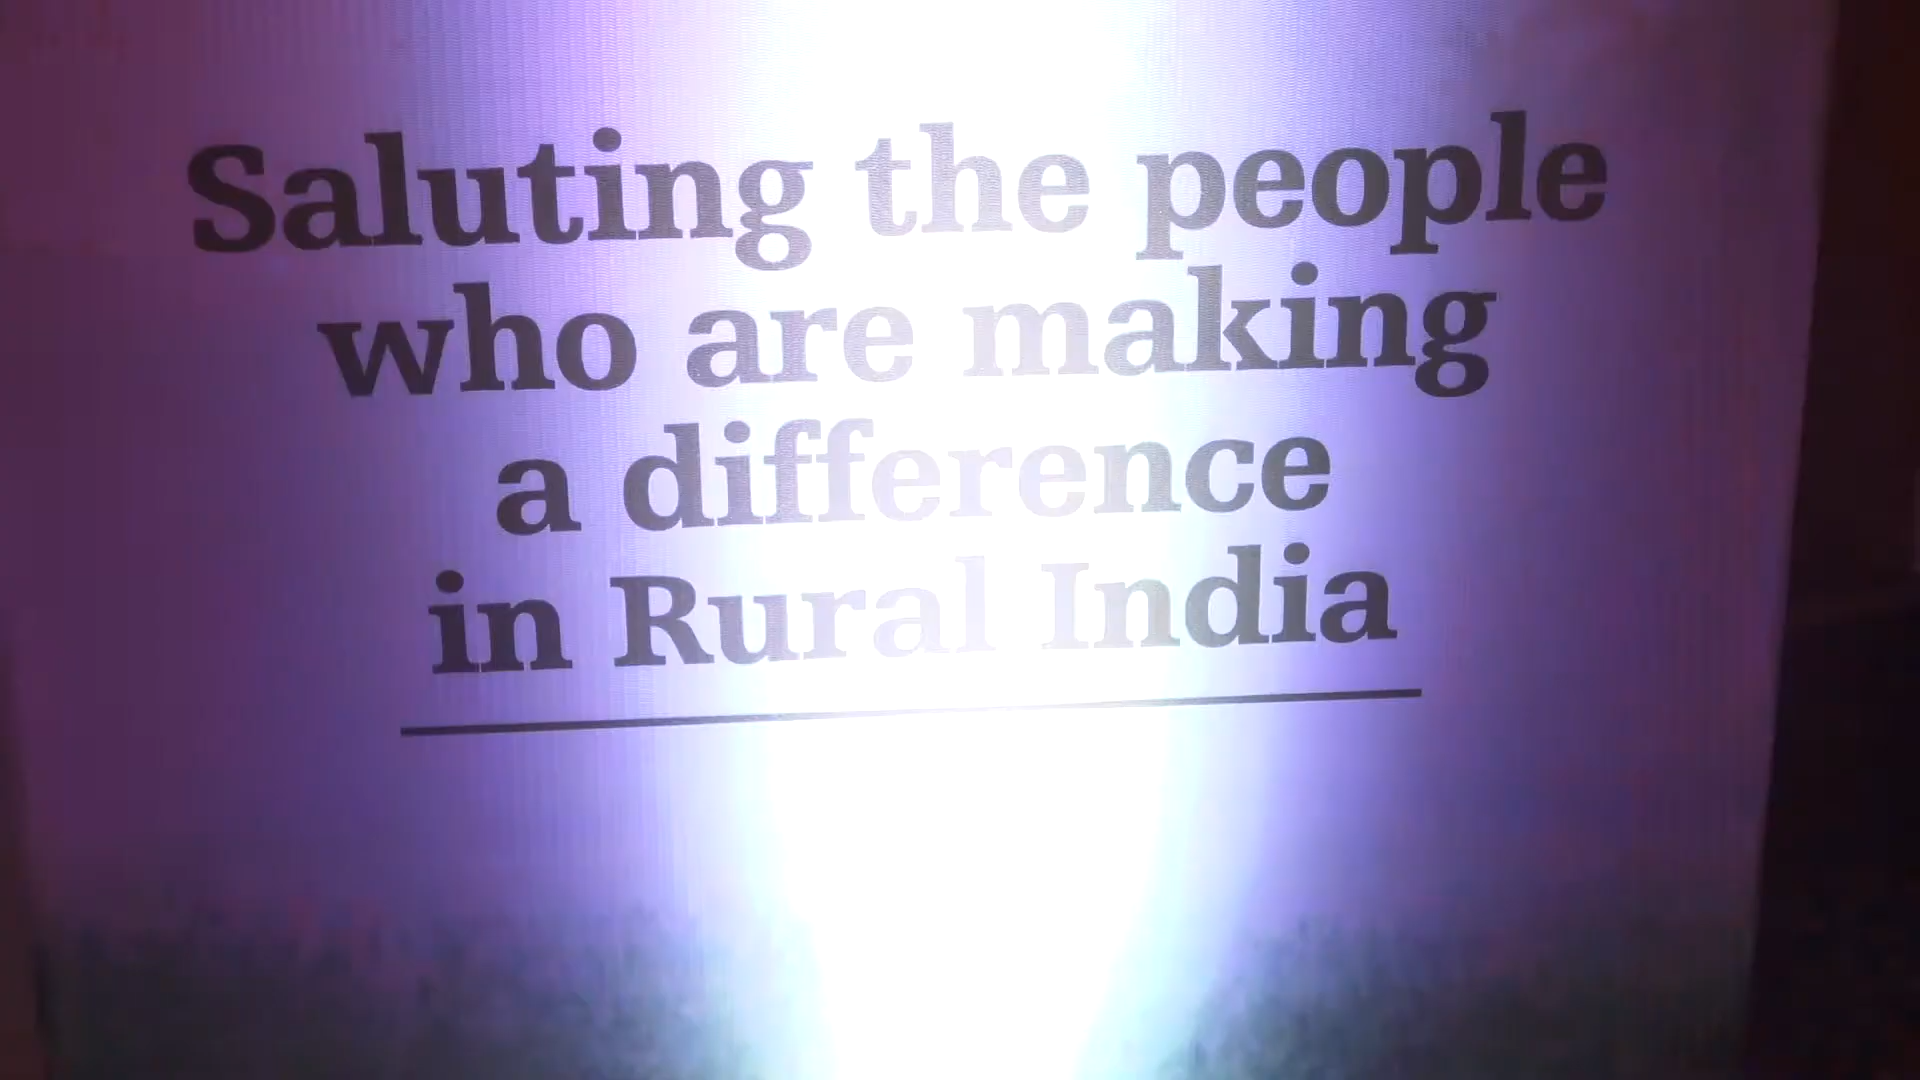 Saluting the people
who are making
a difference
in Rural India